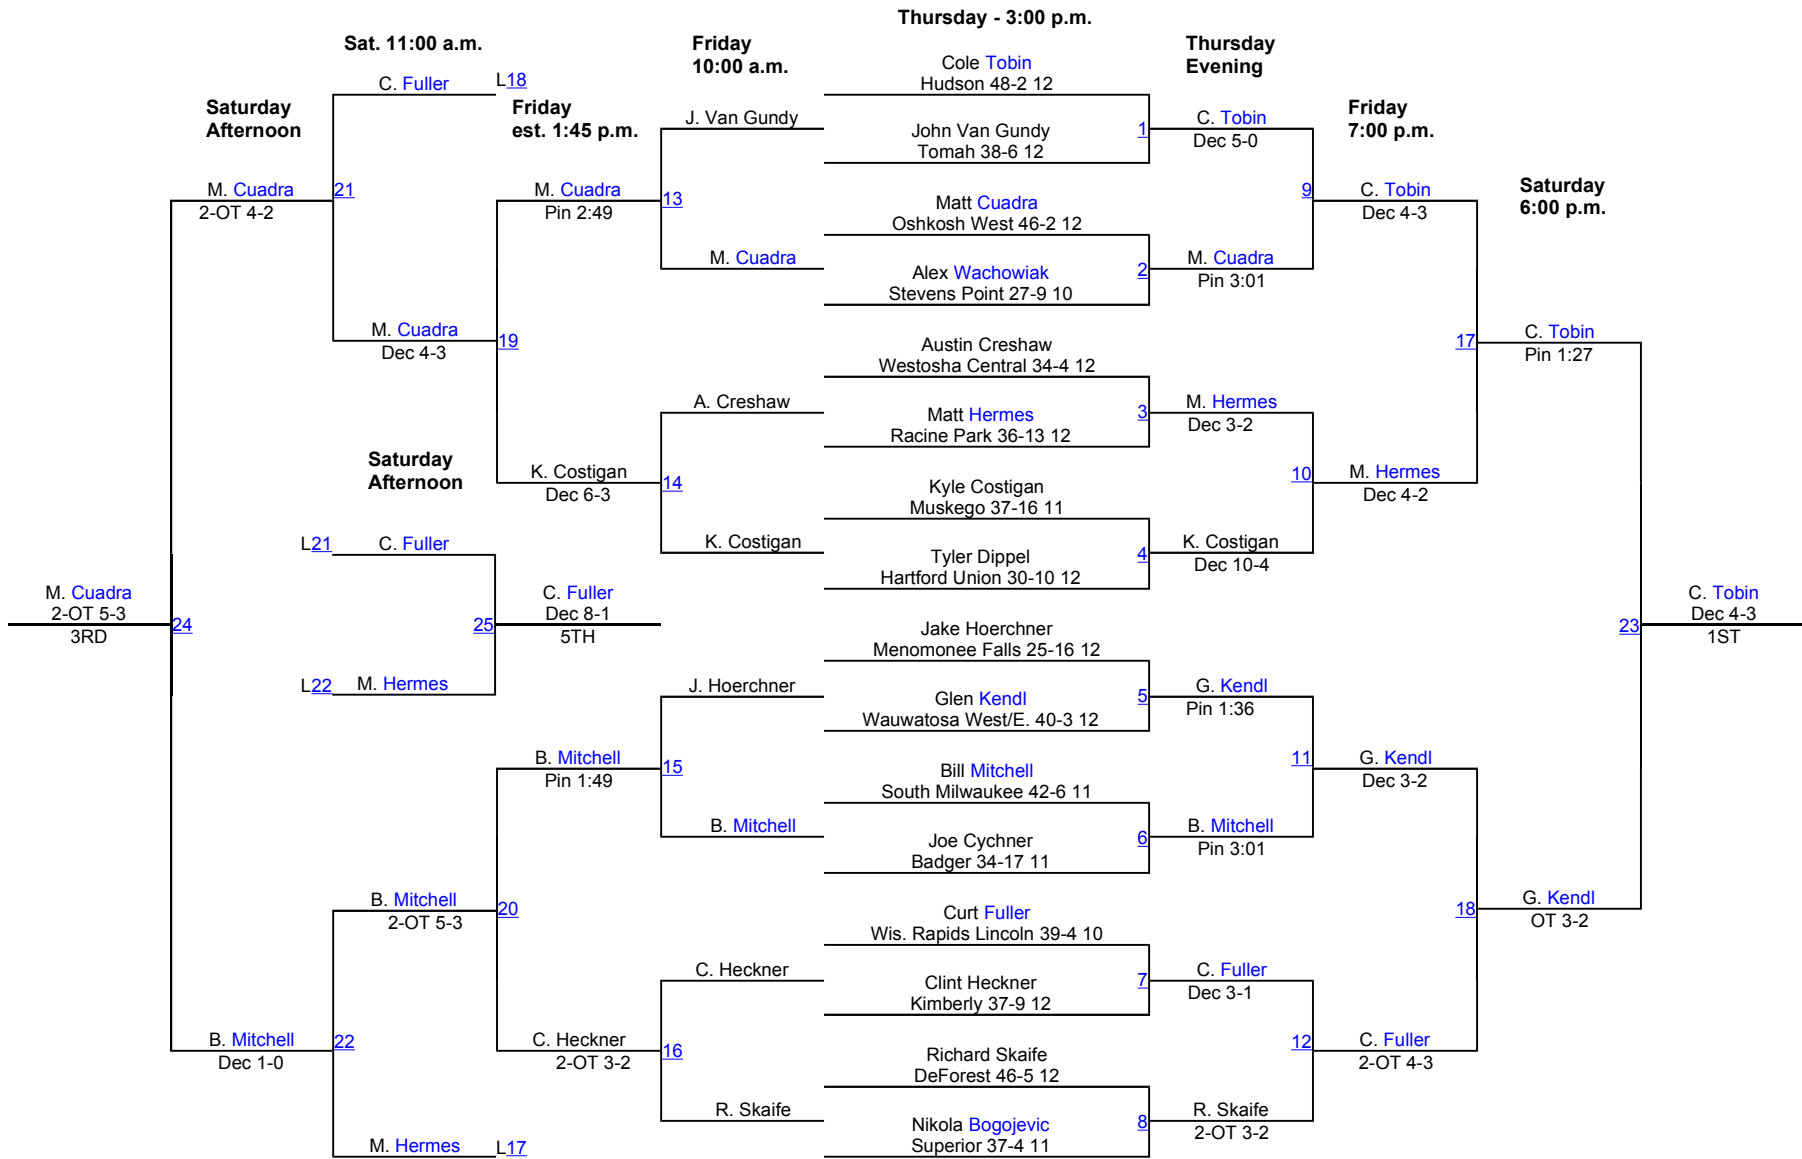 Thursday - 3:00 p.m.
Sat. 11:00 a.m.
Friday
10:00 a.m.
Thursday
Evening
Cole Tobin
Hudson 48-2 12
C. Fuller
L18
Saturday
Afternoon
Friday
est. 1:45 p.m.
Friday
7:00 p.m.
J. Van Gundy
John Van Gundy
Tomah 38-6 12
1
C. Tobin
Dec 5-0
M. Cuadra
2-OT 4-2
21
M. Cuadra
Pin 2:49
13
Matt Cuadra
Oshkosh West 46-2 12
9
C. Tobin
Dec 4-3
Saturday
6:00 p.m.
M. Cuadra
Alex Wachowiak
Stevens Point 27-9 10
2
M. Cuadra
Pin 3:01
M. Cuadra
Dec 4-3
19
Austin Creshaw
Westosha Central 34-4 12
17
C. Tobin
Pin 1:27
A. Creshaw
Matt Hermes
Racine Park 36-13 12
3
M. Hermes
Dec 3-2
Saturday
Afternoon
K. Costigan
Dec 6-3
14
Kyle Costigan
Muskego 37-16 11
10
M. Hermes
Dec 4-2
L21
C. Fuller
K. Costigan
Tyler Dippel
Hartford Union 30-10 12
4
K. Costigan
Dec 10-4
M. Cuadra
2-OT 5-3
3RD
24
25
C. Fuller
Dec 8-1
5TH
Jake Hoerchner
Menomonee Falls 25-16 12
23
C. Tobin
Dec 4-3
1ST
L22
M. Hermes
J. Hoerchner
Glen Kendl
Wauwatosa West/E. 40-3 12
5
G. Kendl
Pin 1:36
B. Mitchell
Pin 1:49
15
Bill Mitchell
South Milwaukee 42-6 11
11
G. Kendl
Dec 3-2
B. Mitchell
Joe Cychner
Badger 34-17 11
6
B. Mitchell
Pin 3:01
B. Mitchell
2-OT 5-3
20
Curt Fuller
Wis. Rapids Lincoln 39-4 10
18
G. Kendl
OT 3-2
C. Heckner
Clint Heckner
Kimberly 37-9 12
7
C. Fuller
Dec 3-1
B. Mitchell
Dec 1-0
22
C. Heckner
2-OT 3-2
16
Richard Skaife
DeForest 46-5 12
12
C. Fuller
2-OT 4-3
R. Skaife
Nikola Bogojevic
Superior 37-4 11
8
R. Skaife
2-OT 3-2
M. Hermes
L17